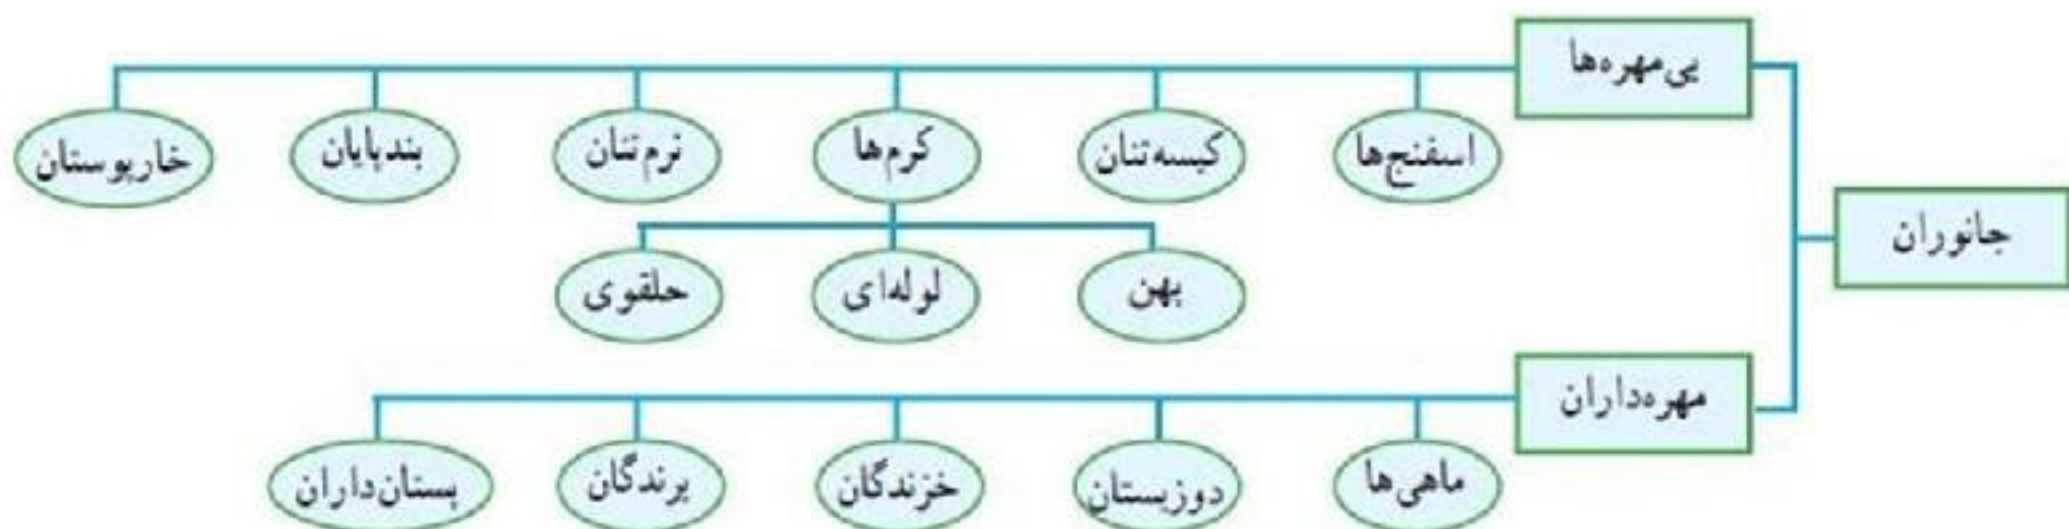 بی‌مهره‌ها
اسفنج‌ها
کیسه‌تنان
کرم‌ها
نرم‌تنان
بندپایان
خارپوستان
جانوران
پهن
لوله‌ای
حلقوی
مهره‌داران
ماهی‌ها
دوزیستان
خزندگان
پرندگان
پستان‌داران